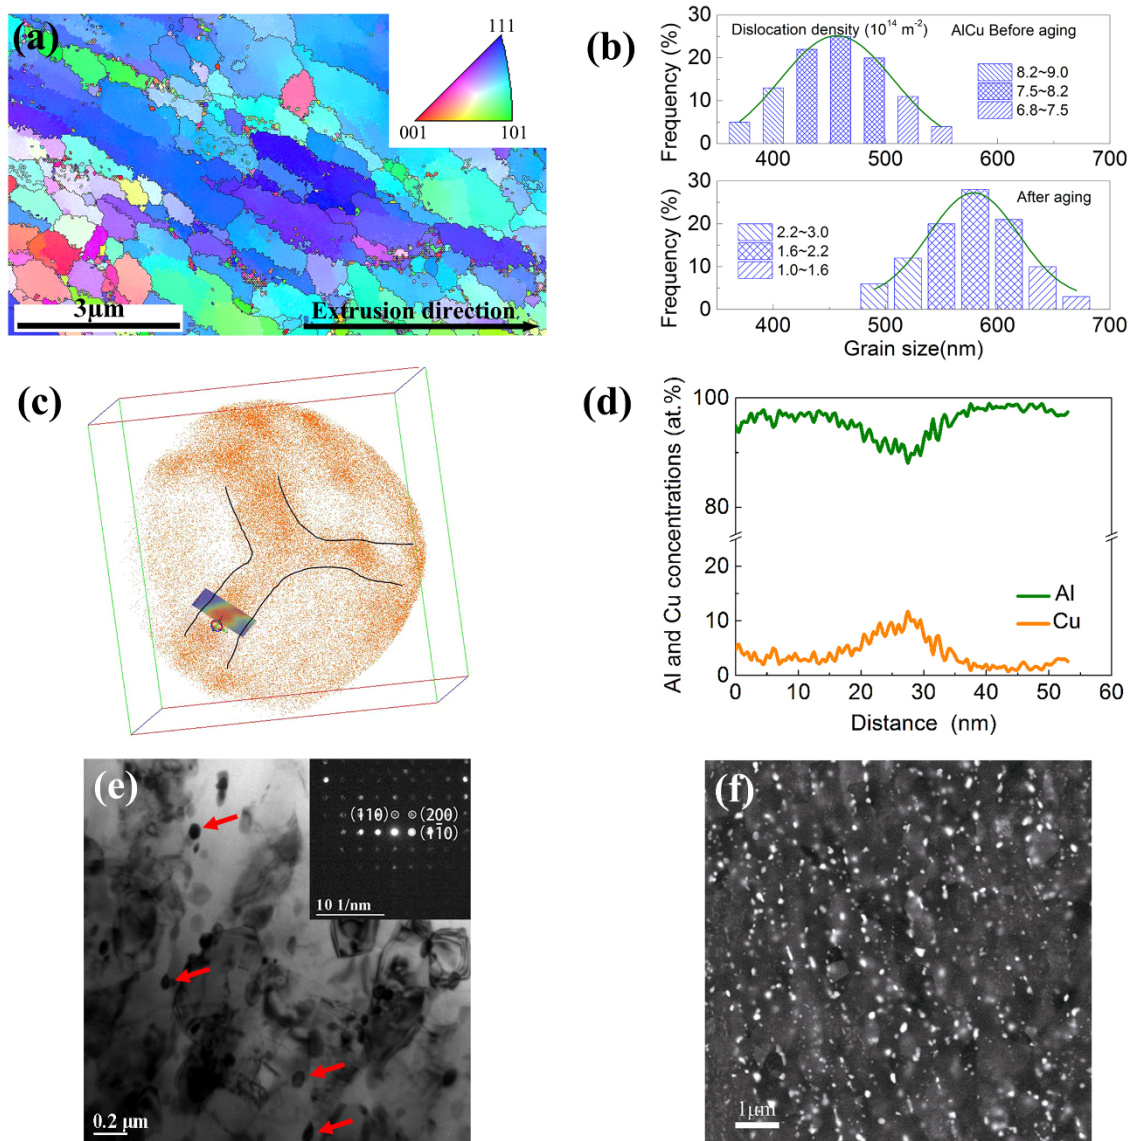 (a)
111
001
101
3μm
Extrusion direction
(b)
Frequency (%)
30
20
10
0
Dislocation density (10¹⁴ m⁻²)
AlCu Before aging
8.2~9.0
7.5~8.2
6.8~7.5
400
500
600
700
Frequency (%)
30
20
10
0
After aging
2.2~3.0
1.6~2.2
1.0~1.6
400
500
600
700
Grain size(nm)
(c)
(d)
Al and Cu concentrations (at.%)
100
80
20
10
0
Al
Cu
0
10
20
30
40
50
60
Distance (nm)
(e)
(110)
(200)
(1̄10)
10 1/nm
0.2 μm
(f)
1μm